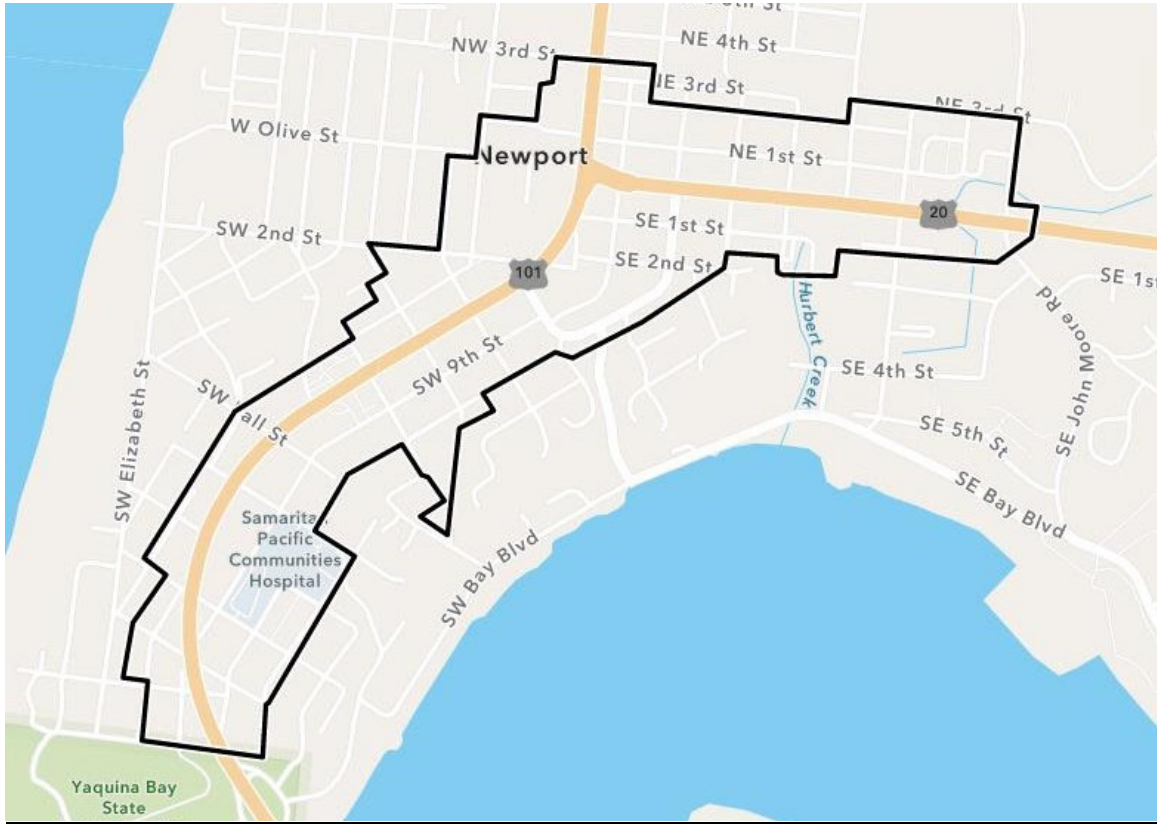 NE 4th St
NW 3rd St
NE 3rd St
W Olive St
Newport
NE 1st St
20
SW 2nd St
SE 1st St
SE 2nd St
101
SE 1st
Hurbert Creek
SE John Moore Rd
SW 9th St
SE 4th St
SW Elizabeth St
SE 5th St
SE Bay Blvd
Samaritan
Pacific
Communities
Hospital
SW Bay Blvd
Yaquina Bay
State